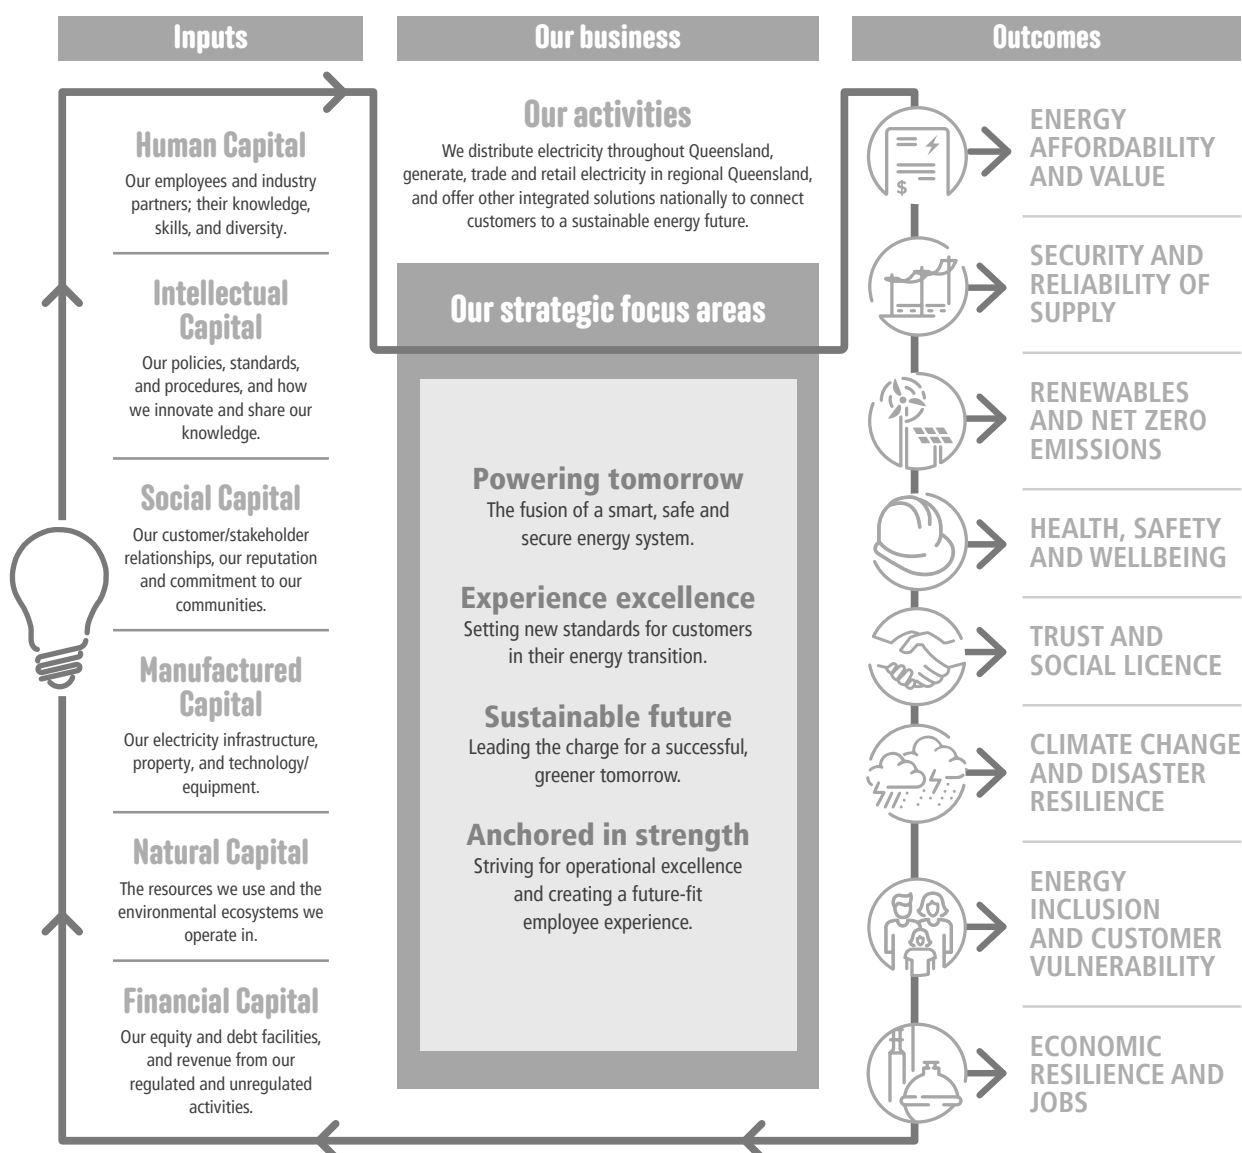 Inputs
Human Capital
Our employees and industry
partners; their knowledge,
skills, and diversity.
Intellectual
Capital
Our policies, standards,
and procedures, and how
we innovate and share our
knowledge.
Social Capital
Our customer/stakeholder
relationships, our reputation
and commitment to our
communities.
Manufactured
Capital
Our electricity infrastructure,
property, and technology/
equipment.
Natural Capital
The resources we use and the
environmental ecosystems we
operate in.
Financial Capital
Our equity and debt facilities,
and revenue from our
regulated and unregulated
activities.
Our business
Our activities
We distribute electricity throughout Queensland,
generate, trade and retail electricity in regional Queensland,
and offer other integrated solutions nationally to connect
customers to a sustainable energy future.
Our strategic focus areas
Powering tomorrow
The fusion of a smart, safe and
secure energy system.
Experience excellence
Setting new standards for customers
in their energy transition.
Sustainable future
Leading the charge for a successful,
greener tomorrow.
Anchored in strength
Striving for operational excellence
and creating a future-fit
employee experience.
Outcomes
$
ENERGY
AFFORDABILITY
AND VALUE
SECURITY AND
RELIABILITY OF
SUPPLY
RENEWABLES
AND NET ZERO
EMISSIONS
HEALTH, SAFETY
AND WELLBEING
TRUST AND
SOCIAL LICENCE
CLIMATE CHANGE
AND DISASTER
RESILIENCE
ENERGY
INCLUSION
AND CUSTOMER
VULNERABILITY
ECONOMIC
RESILIENCE AND
JOBS